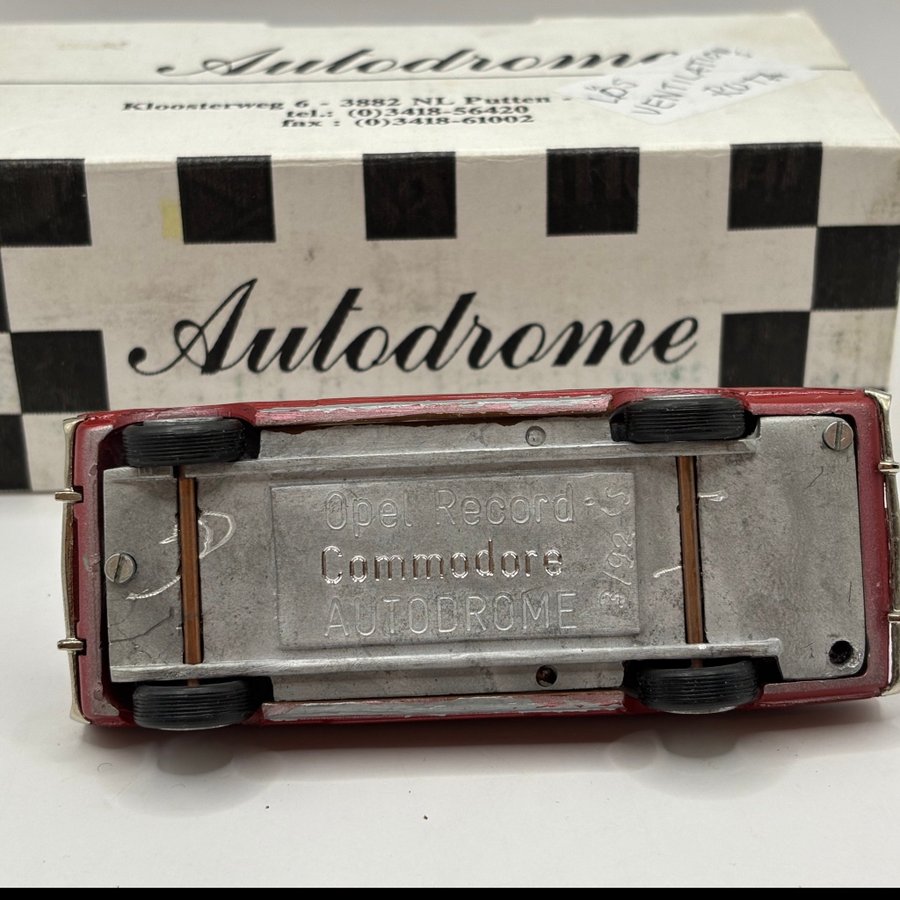 Autodrome
Kloosterweg 6 - 3882 NL Putten -
tel.: (0)3418-56420
fax : (0)3418-61002
LÖS
VENTILATIONS
Autodrome
Opel Record
Commodore
AUTODROME
3/92